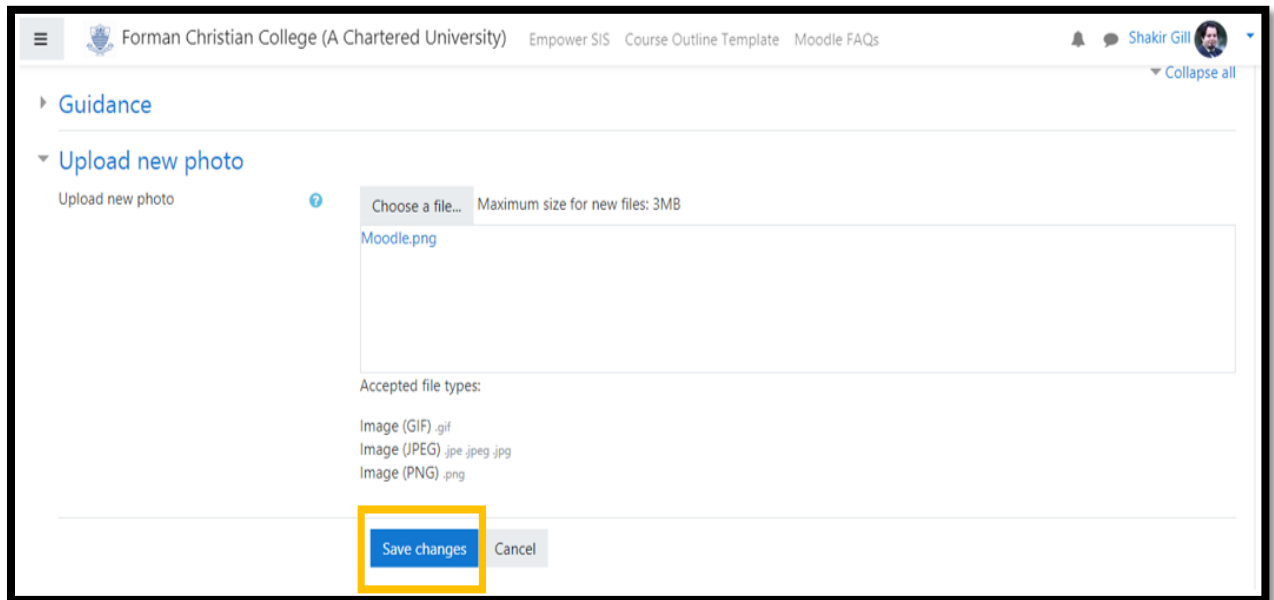 Forman Christian College (A Chartered University) Empower SIS Course Outline Template Moodle FAQs Shakir Gill
Collapse all
Guidance
Upload new photo
Upload new photo Choose a file... Maximum size for new files: 3MB
Moodle.png
Accepted file types:
Image (GIF) .gif
Image (JPEG) .jpe .jpeg .jpg
Image (PNG) .png
Save changes Cancel